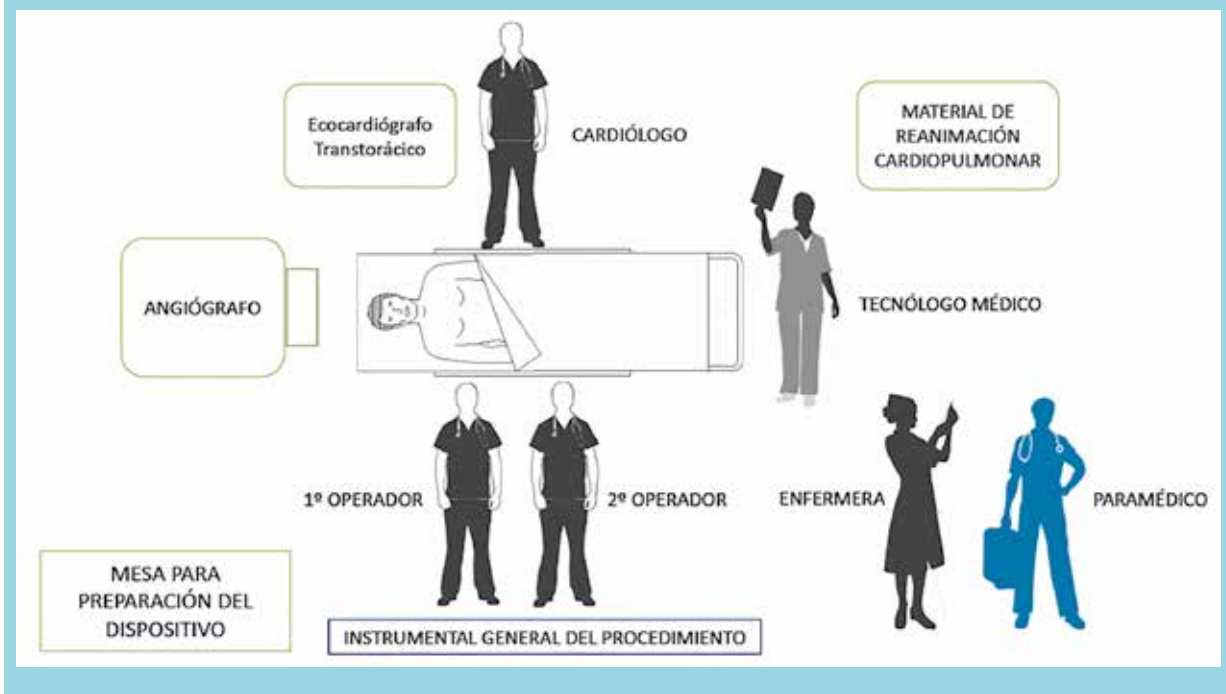 Ecocardiógrafo
Transtorácico
CARDIÓLOGO
MATERIAL DE
REANIMACIÓN
CARDIOPULMONAR
ANGIÓGRAFO
TECNÓLOGO MÉDICO
1º OPERADOR
2º OPERADOR
ENFERMERA
PARAMÉDICO
MESA PARA
PREPARACIÓN DEL
DISPOSITIVO
INSTRUMENTAL GENERAL DEL PROCEDIMIENTO